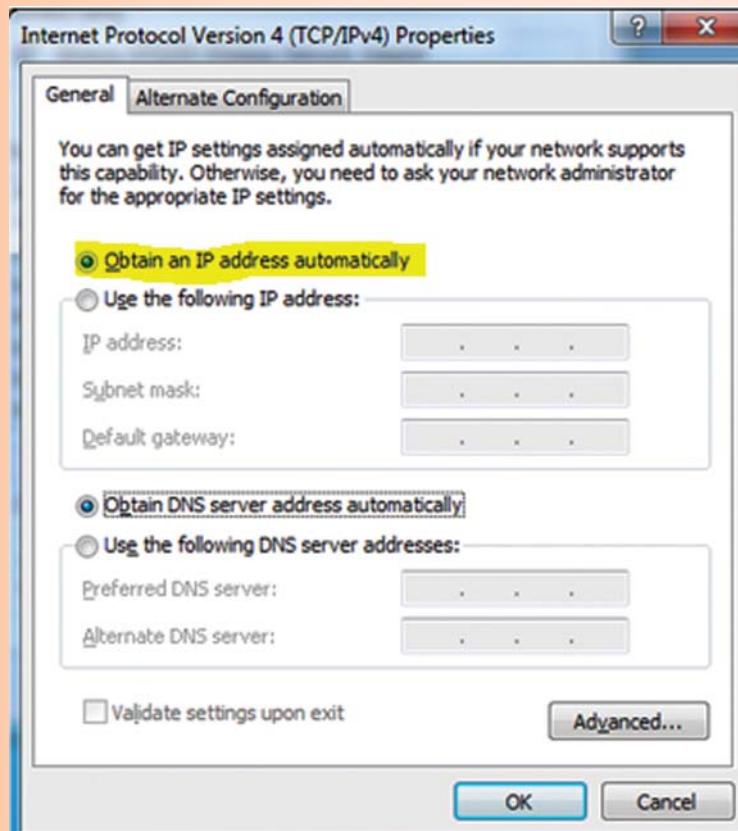 Internet Protocol Version 4 (TCP/IPv4) Properties
?
General
Alternate Configuration
You can get IP settings assigned automatically if your network supports
this capability. Otherwise, you need to ask your network administrator
for the appropriate IP settings.
Obtain an IP address automatically
Use the following IP address:
IP address:
Subnet mask:
Default gateway:
Obtain DNS server address automatically
Use the following DNS server addresses:
Preferred DNS server:
Alternate DNS server:
Validate settings upon exit
Advanced...
OK
Cancel